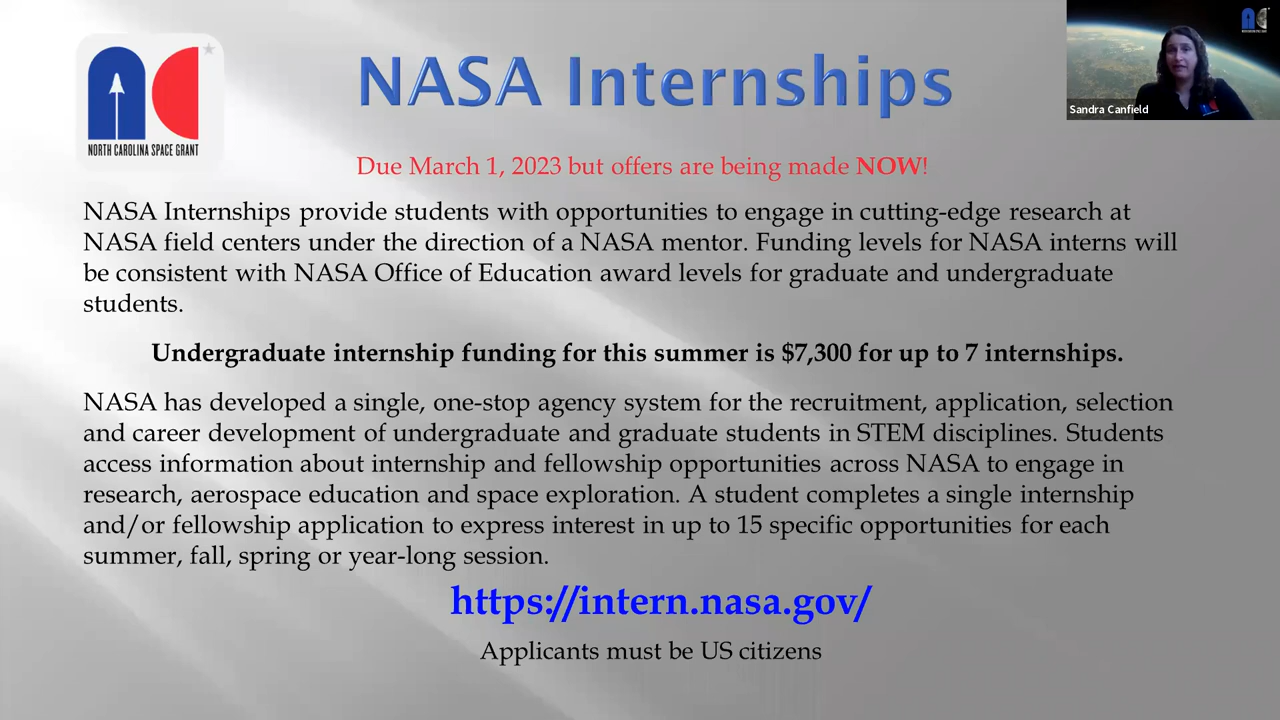 NASA Internships
Sandra Canfield
NORTH CAROLINA SPACE GRANT
Due March 1, 2023 but offers are being made NOW!
NASA Internships provide students with opportunities to engage in cutting-edge research at
NASA field centers under the direction of a NASA mentor. Funding levels for NASA interns will
be consistent with NASA Office of Education award levels for graduate and undergraduate
students.
Undergraduate internship funding for this summer is $7,300 for up to 7 internships.
NASA has developed a single, one-stop agency system for the recruitment, application, selection
and career development of undergraduate and graduate students in STEM disciplines. Students
access information about internship and fellowship opportunities across NASA to engage in
research, aerospace education and space exploration. A student completes a single internship
and/or fellowship application to express interest in up to 15 specific opportunities for each
summer, fall, spring or year-long session.
https://intern.nasa.gov/
Applicants must be US citizens